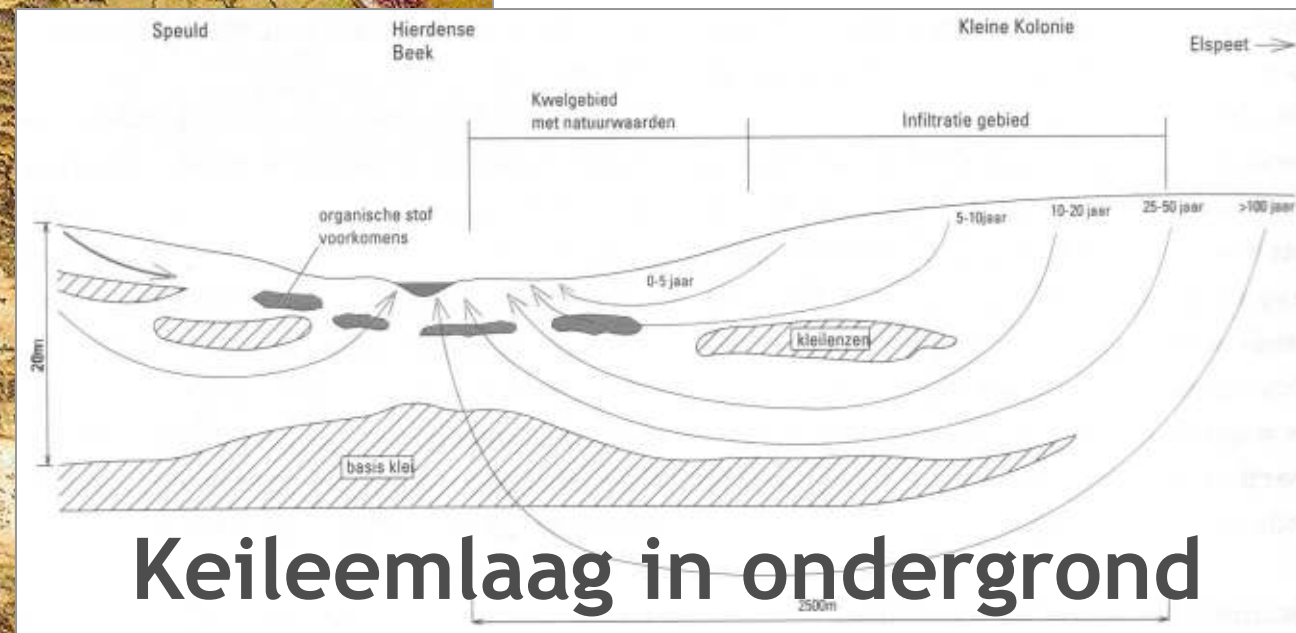 Speuld
Hierdense
Beek
Kleine Kolonie
Elspeet
Kwelgebied
met natuurwaarden
Infiltratie gebied
organische stof
voorkomens
5-10jaar
10-20 jaar
25-50 jaar
>100 jaar
0-5 jaar
20m
kleilenzen
basis klei
Keileemlaag in ondergrond
2500m